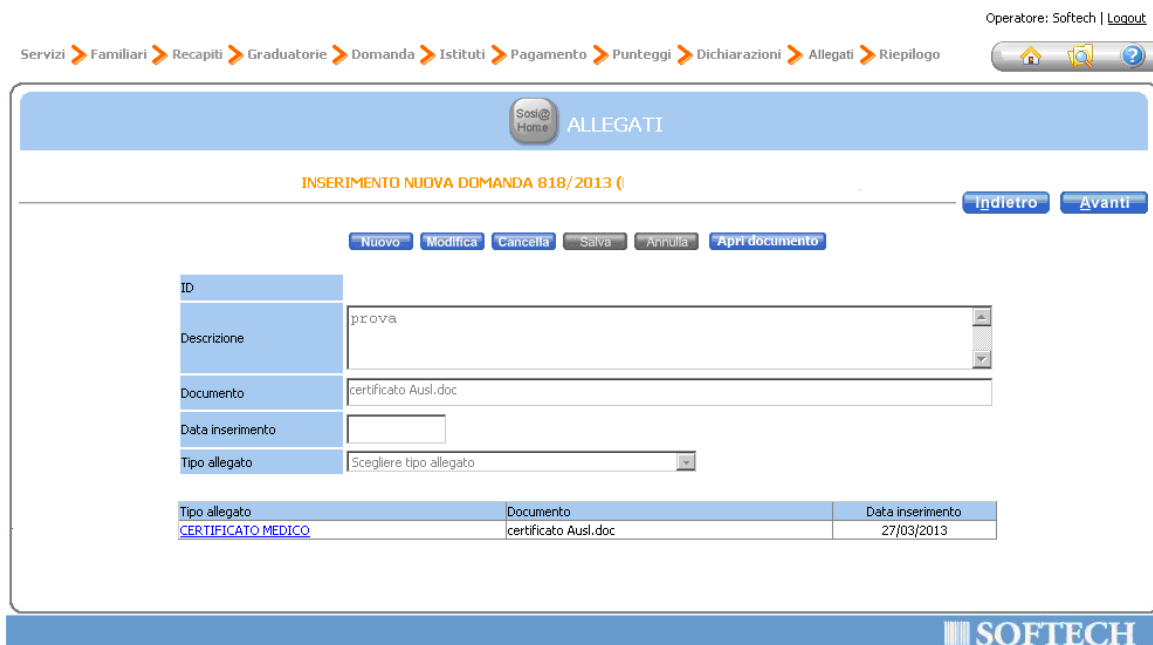 Operatore: Softech | Logout
Servizi Familiari Recapiti Graduatorie Domanda Istituti Pagamento Punteggi Dichiarazioni Allegati Riepilogo
Sosi@ Home ALLEGATI
INSERIMENTO NUOVA DOMANDA 818/2013 (
Indietro Avanti
Nuovo Modifica Cancella Salva Annulla Apri documento
ID
Descrizione prova
Documento certificato Ausl.doc
Data inserimento
Tipo allegato Scegliere tipo allegato
Tipo allegato Documento Data inserimento
CERTIFICATO MEDICO certificato Ausl.doc 27/03/2013
SOFTECH